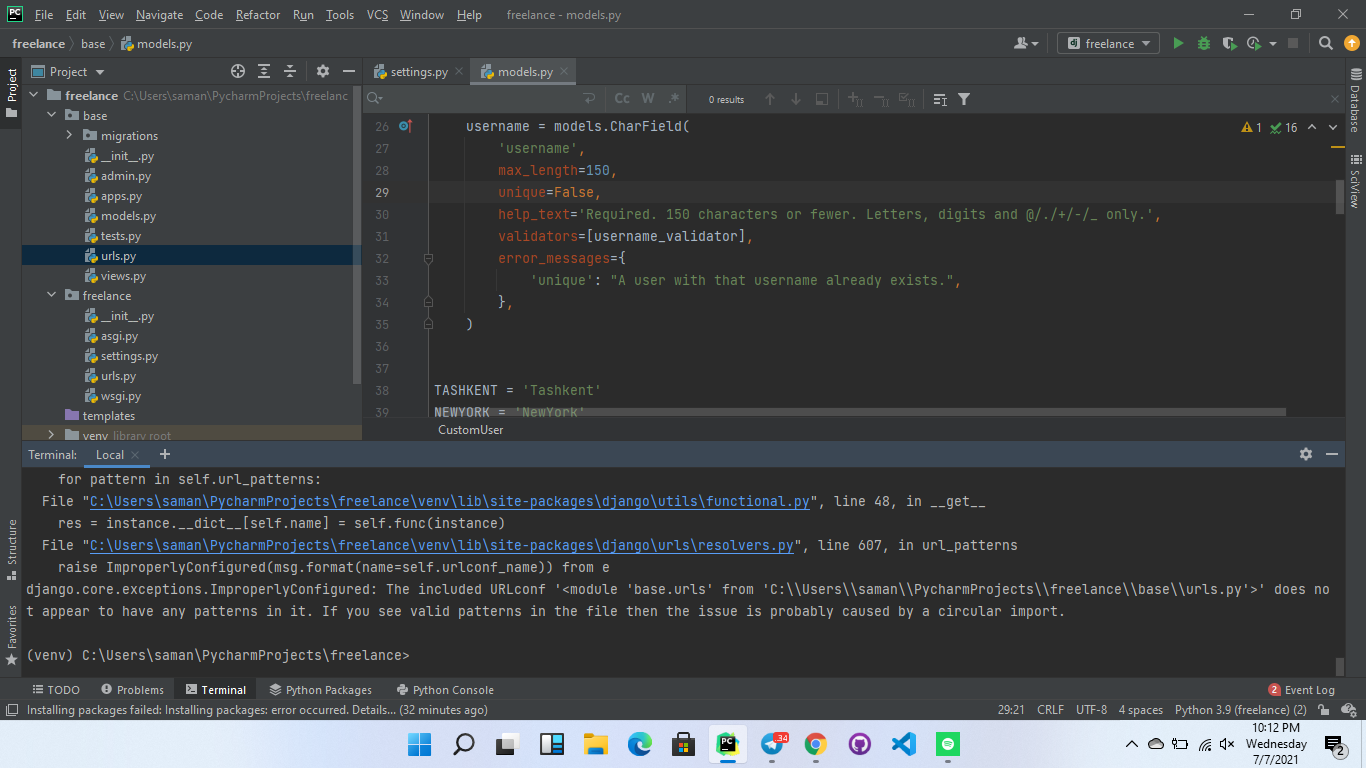 PC File Edit View Navigate Code Refactor Run Tools VCS Window Help freelance - models.py
freelance base models.py
freelance
Project
Project
settings.py
models.py
freelance C:\Users\saman\PycharmProjects\freelanc
base
migrations
__init__.py
admin.py
apps.py
models.py
tests.py
urls.py
views.py
freelance
__init__.py
asgi.py
settings.py
urls.py
wsgi.py
templates
venv library root
Cc W .* 0 results
1 16
26 username = models.CharField(
27 'username',
28 max_length=150,
29 unique=False,
30 help_text='Required. 150 characters or fewer. Letters, digits and @/./+/-/_ only.',
31 validators=[username_validator],
32 error_messages={
33 'unique': "A user with that username already exists.",
34 },
35 )
36
37
38 TASHKENT = 'Tashkent'
39 NEWYORK = 'NewYork'
CustomUser
Database
SciView
Terminal: Local
for pattern in self.url_patterns:
File "C:\Users\saman\PycharmProjects\freelance\venv\lib\site-packages\django\utils\functional.py", line 48, in __get__
res = instance.__dict__[self.name] = self.func(instance)
File "C:\Users\saman\PycharmProjects\freelance\venv\lib\site-packages\django\urls\resolvers.py", line 607, in url_patterns
raise ImproperlyConfigured(msg.format(name=self.urlconf_name)) from e
django.core.exceptions.ImproperlyConfigured: The included URLconf '<module 'base.urls' from 'C:\\Users\\saman\\PycharmProjects\\freelance\\base\\urls.py'>' does no
t appear to have any patterns in it. If you see valid patterns in the file then the issue is probably caused by a circular import.
(venv) C:\Users\saman\PycharmProjects\freelance>
Structure
Favorites
TODO Problems Terminal Python Packages Python Console 2 Event Log
Installing packages failed: Installing packages: error occurred. Details... (32 minutes ago) 29:21 CRLF UTF-8 4 spaces Python 3.9 (freelance) (2)
PC
34
10:12 PM
Wednesday
7/7/2021
2